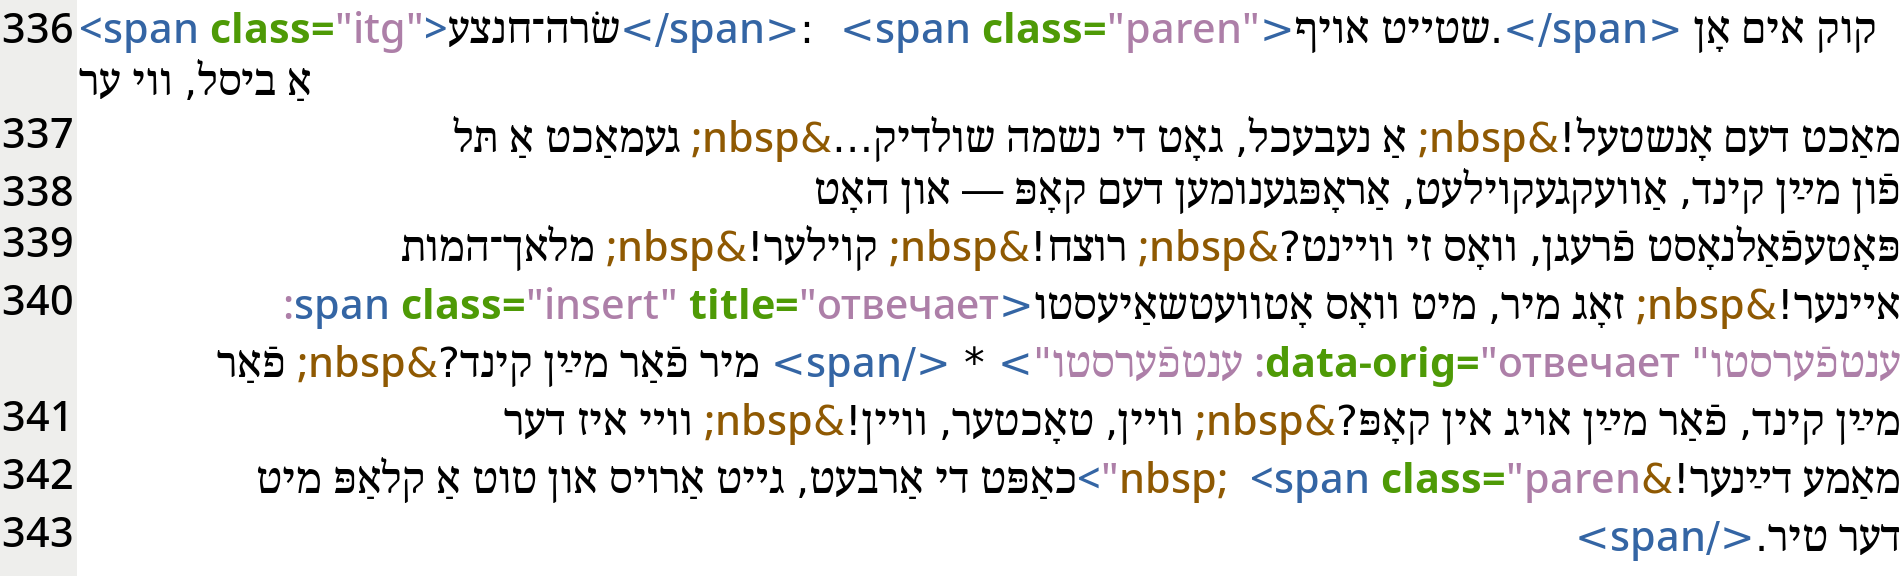 336 <span class="itg">שׂרה־חנצע</span>:  <span class="paren">שטייט אויף.</span> קוק אים אָן
אַ ביסל, ווי ער
337 מאַכט דעם אָנשטעל!&nbsp; אַ נעבעכל, גאָט די נשמה שולדיק...&nbsp; געמאַכט אַ תּל
338 פֿון מײַן קינד, אַוועקגעקוילעט, אַראָפּגענומען דעם קאָפּ — און האָט
339 פּאָטעפֿאַלנאָסט פֿרעגן, וואָס זי וויינט?&nbsp; רוצח!&nbsp; קוילער!&nbsp; מלאך־המות
340 איינער!&nbsp; זאָג מיר, מיט וואָס אָטוועטשאַיעסטו<span class="insert" title="отвечает:
ענטפֿערסטו" data-orig="отвечает: ענטפֿערסטו"> * </span> מיר פֿאַר מײַן קינד?&nbsp; פֿאַר
341 מײַן קינד, פֿאַר מײַן אויג אין קאָפּ?&nbsp; וויין, טאָכטער, וויין!&nbsp; וויי איז דער
342 מאַמע דײַנער!&nbsp;  <span class="paren">כאַפּט די אַרבעט, גייט אַרויס און טוט אַ קלאַפּ מיט
343 דער טיר.</span>